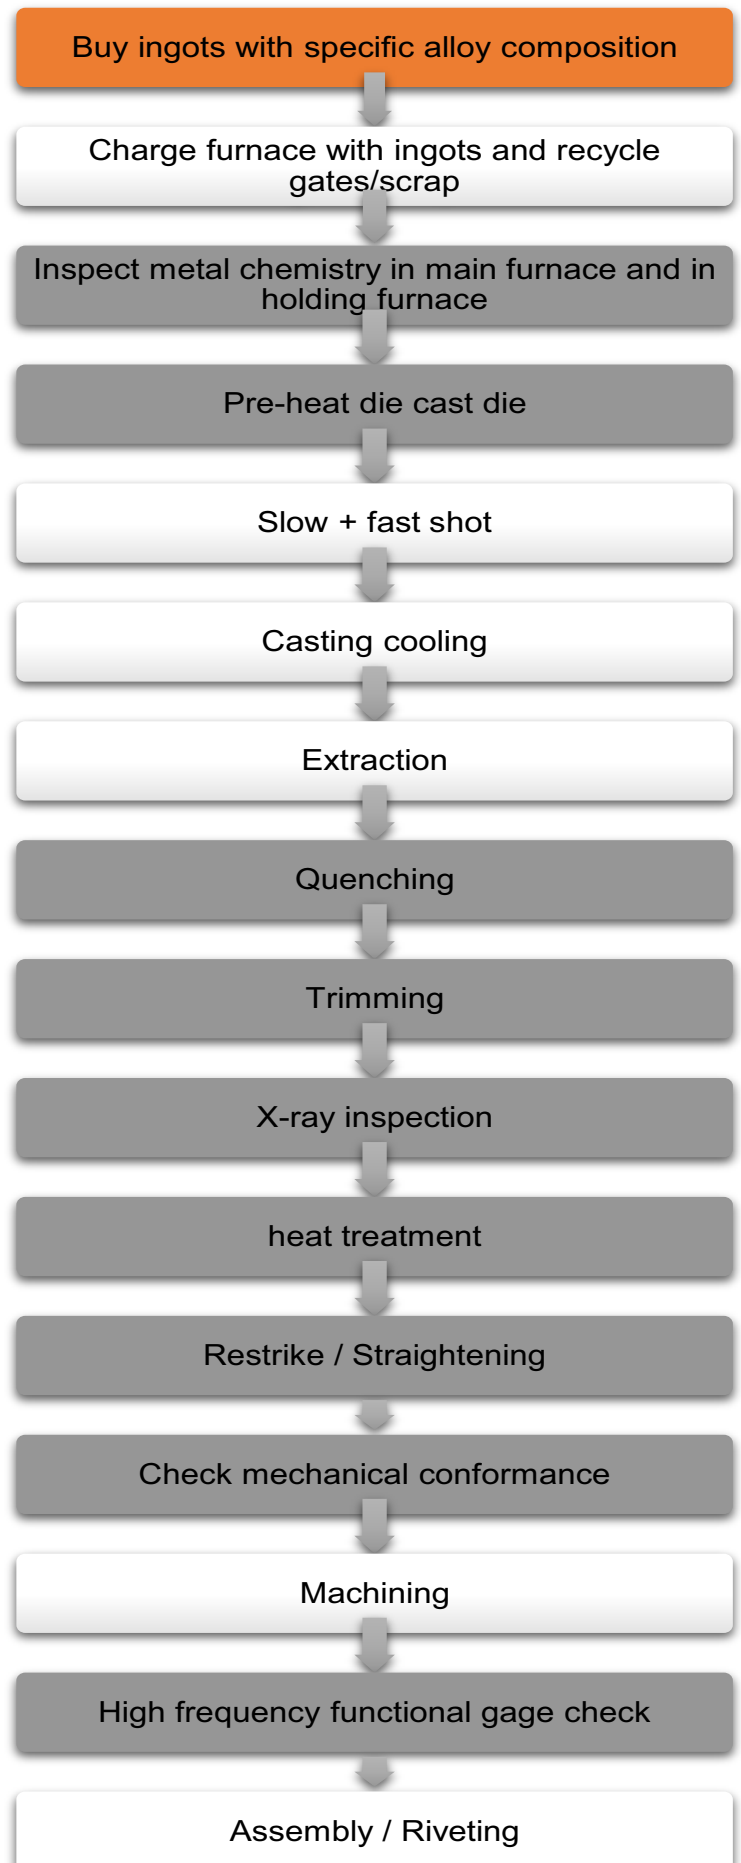 Buy ingots with specific alloy composition
Charge furnace with ingots and recycle
gates/scrap
Inspect metal chemistry in main furnace and in
holding furnace
Pre-heat die cast die
Slow + fast shot
Casting cooling
Extraction
Quenching
Trimming
X-ray inspection
heat treatment
Restrike / Straightening
Check mechanical conformance
Machining
High frequency functional gage check
Assembly / Riveting